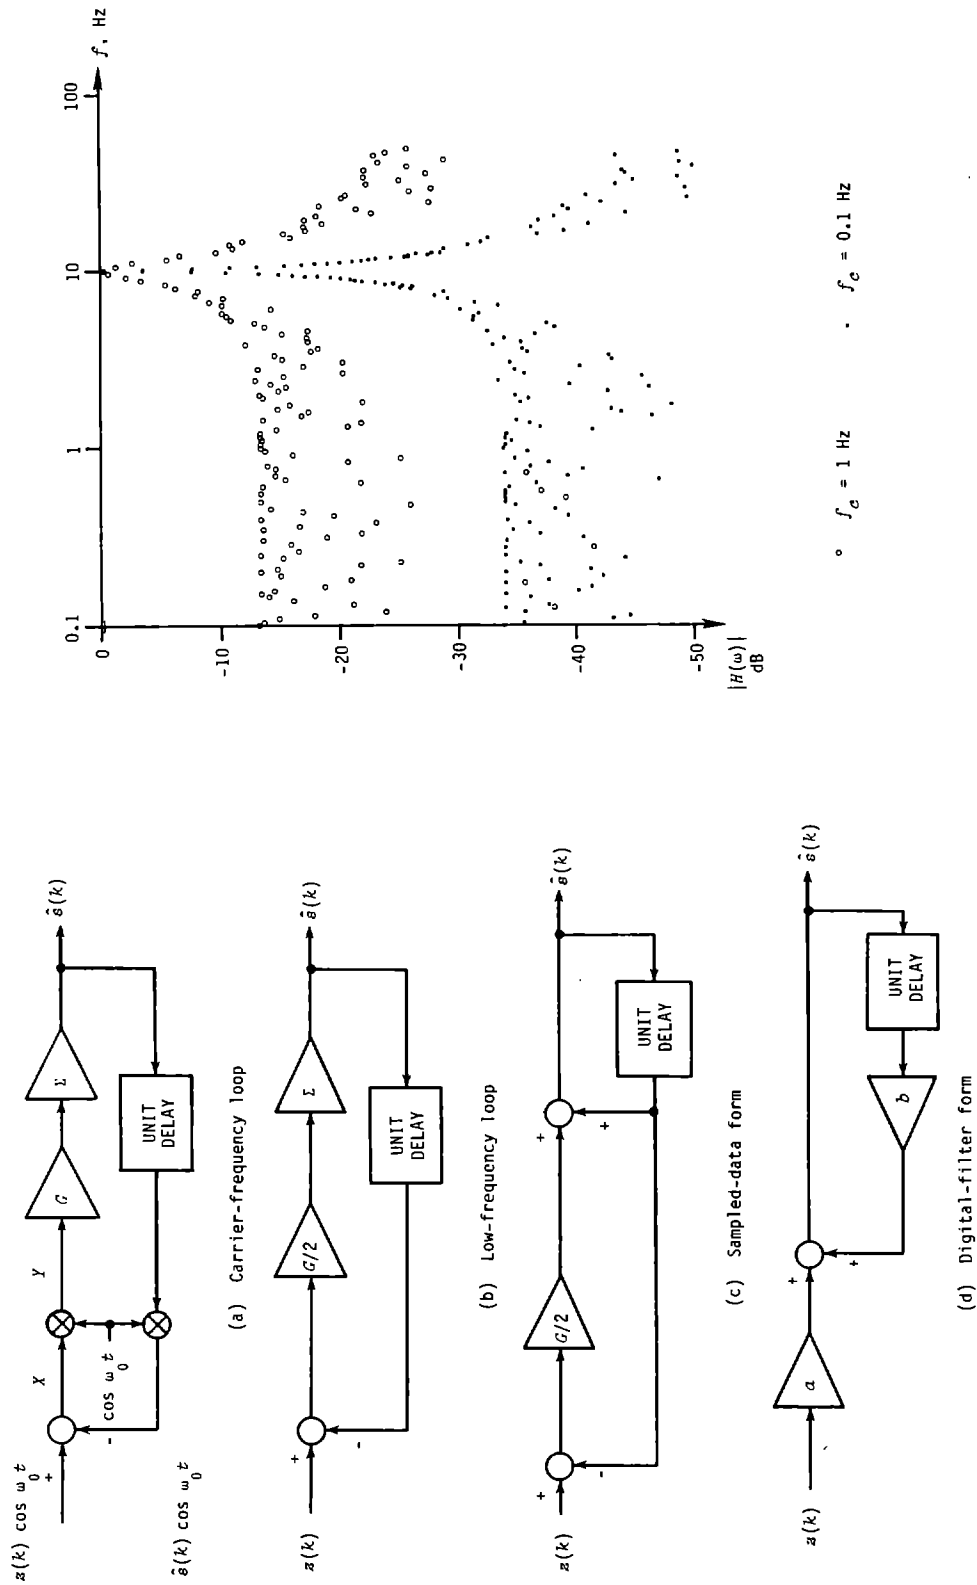 z(k) cos ω₀t
+
-
X
Y
G
Σ
ŝ(k)
cos ω₀t
UNIT
DELAY
ŝ(k) cos ω₀t
(a) Carrier-frequency loop
z(k)
+
-
G/2
Σ
ŝ(k)
UNIT
DELAY
(b) Low-frequency loop
z(k)
+
-
G/2
+
+
ŝ(k)
UNIT
DELAY
(c) Sampled-data form
z(k)
a
+
+
ŝ(k)
UNIT
DELAY
b
(d) Digital-filter form
0.1
1
10
100
f, Hz
0
-10
-20
-30
-40
-50
|H(ω)|
dB
○ f_c = 1 Hz
· f_c = 0.1 Hz